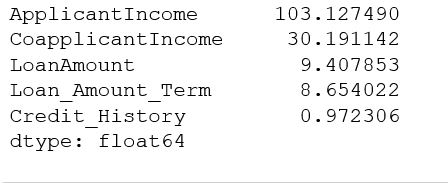 ApplicantIncome 103.127490
CoapplicantIncome 30.191142
LoanAmount 9.407853
Loan_Amount_Term 8.654022
Credit_History 0.972306
dtype: float64